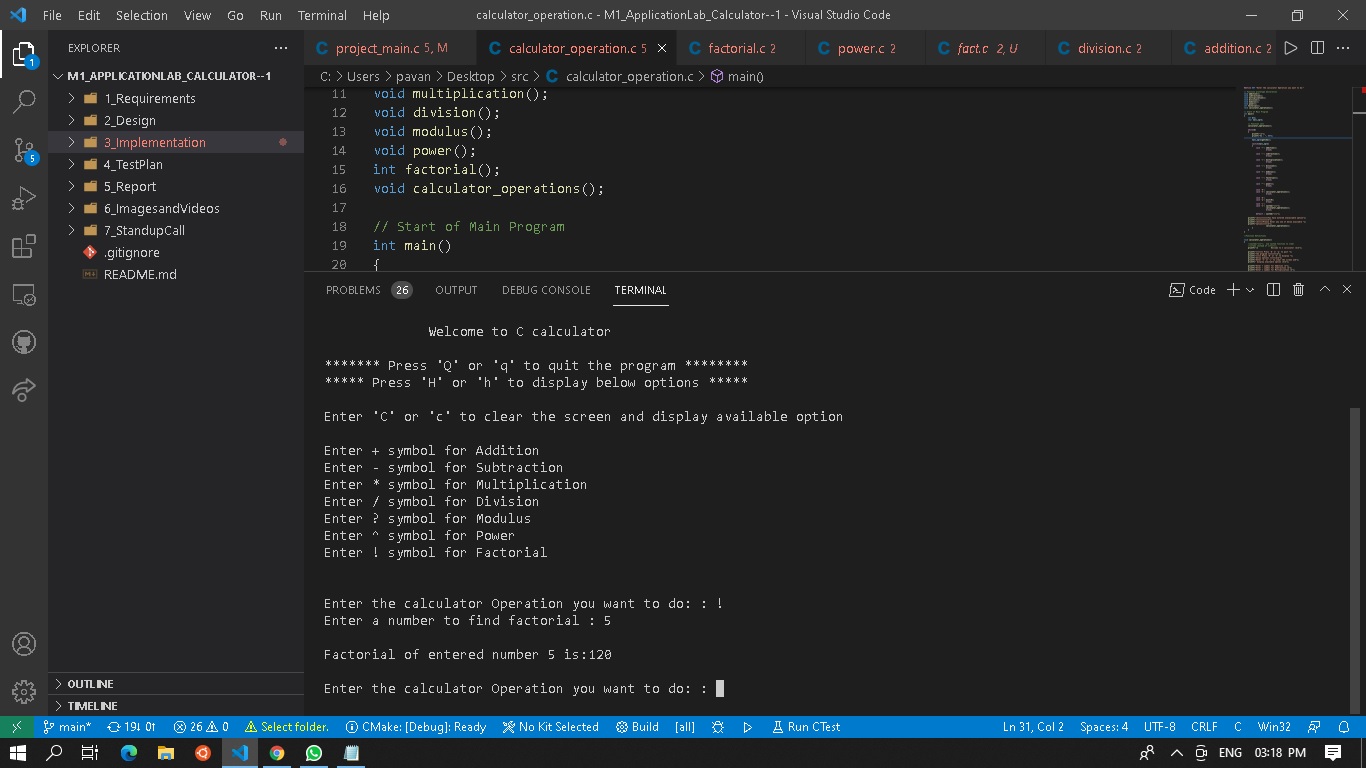 File Edit Selection View Go Run Terminal Help calculator_operation.c - M1_ApplicationLab_Calculator--1 - Visual Studio Code
EXPLORER
project_main.c 5, M calculator_operation.c 5 factorial.c 2 power.c 2 fact.c 2, U division.c 2 addition.c 2
C: > Users > pavan > Desktop > src > calculator_operation.c > main()
M1_APPLICATIONLAB_CALCULATOR--1
1_Requirements
2_Design
3_Implementation
4_TestPlan
5_Report
6_ImagesandVideos
7_StandupCall
.gitignore
README.md
OUTLINE
TIMELINE
1
5
11 void multiplication();
12 void division();
13 void modulus();
14 void power();
15 int factorial();
16 void calculator_operations();
17
18 // Start of Main Program
19 int main()
20 {
PROBLEMS 26 OUTPUT DEBUG CONSOLE TERMINAL Code
Welcome to C calculator
******* Press 'Q' or 'q' to quit the program ********
***** Press 'H' or 'h' to display below options *****
Enter 'C' or 'c' to clear the screen and display available option
Enter + symbol for Addition
Enter - symbol for Subtraction
Enter * symbol for Multiplication
Enter / symbol for Division
Enter ? symbol for Modulus
Enter ^ symbol for Power
Enter ! symbol for Factorial
Enter the calculator Operation you want to do: : !
Enter a number to find factorial : 5
Factorial of entered number 5 is:120
Enter the calculator Operation you want to do: :
main* 19↓ 0↑ 26 0 Select folder. CMake: [Debug]: Ready No Kit Selected Build [all] Run CTest Ln 31, Col 2 Spaces: 4 UTF-8 CRLF C Win32
ENG 03:18 PM